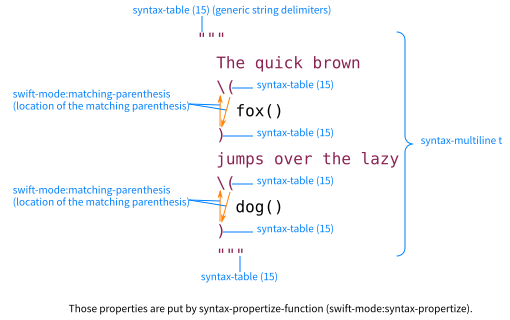 syntax-table (15) (generic string delimiters)
"""
The quick brown
\( syntax-table (15)
swift-mode:matching-parenthesis
(location of the matching parenthesis)
fox()
) syntax-table (15)
syntax-multiline t
jumps over the lazy
\( syntax-table (15)
swift-mode:matching-parenthesis
(location of the matching parenthesis)
dog()
) syntax-table (15)
"""
syntax-table (15)
Those properties are put by syntax-propertize-function (swift-mode:syntax-propertize).